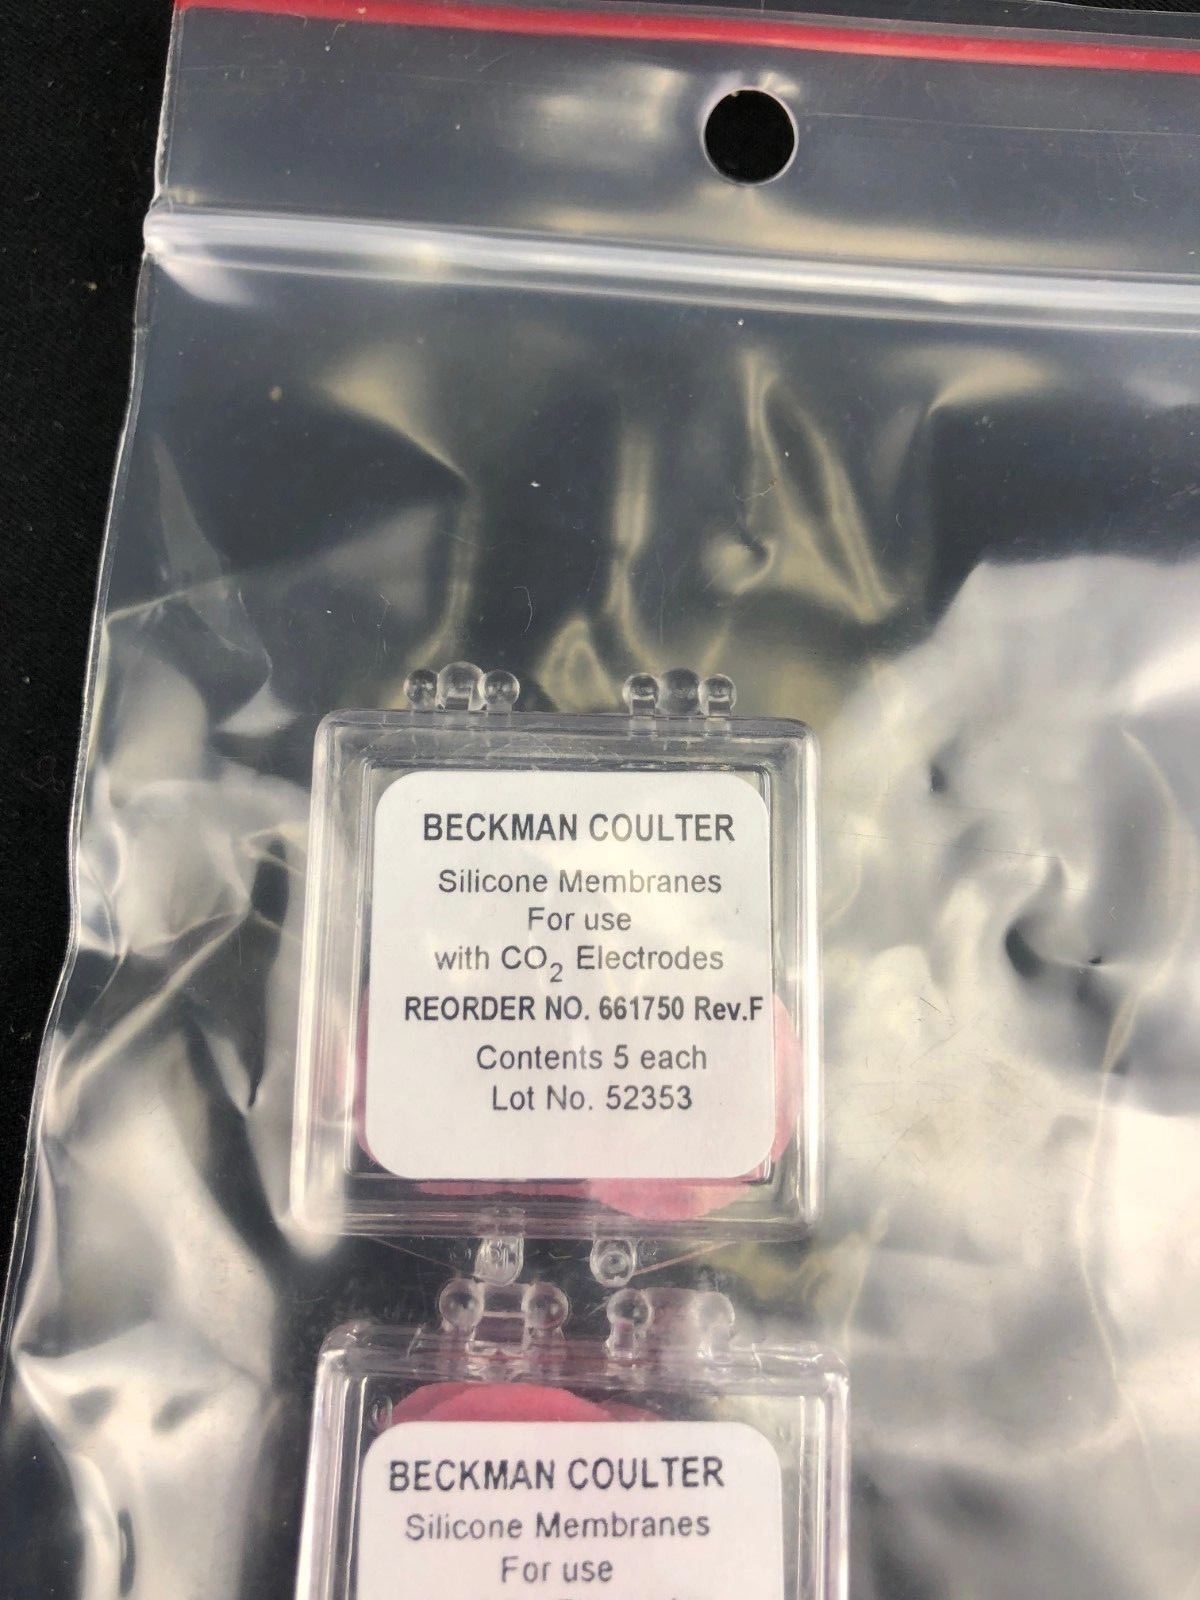 BECKMAN COULTER
Silicone Membranes
For use
with CO₂ Electrodes
REORDER NO. 661750 Rev.F
Contents 5 each
Lot No. 52353
BECKMAN COULTER
Silicone Membranes
For use